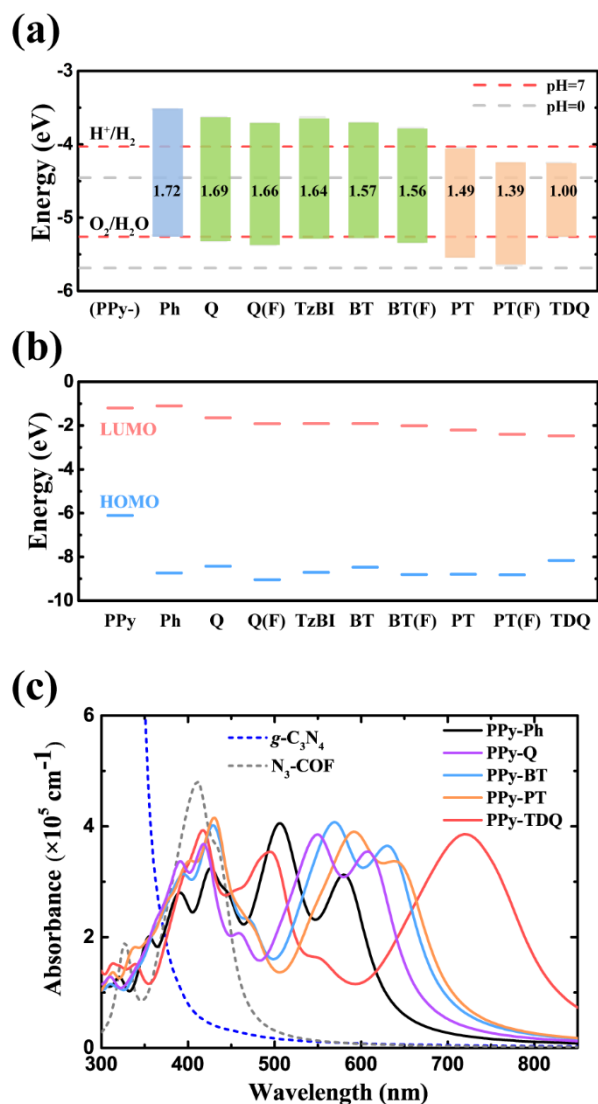 (a)
Energy (eV)
-3
-4
-5
-6
H⁺/H₂
O₂/H₂O
pH=7
pH=0
1.72
1.69
1.66
1.64
1.57
1.56
1.49
1.39
1.00
(PPy-) Ph Q Q(F) TzBI BT BT(F) PT PT(F) TDQ
(b)
Energy (eV)
0
-2
-4
-6
-8
-10
LUMO
HOMO
PPy Ph Q Q(F) TzBI BT BT(F) PT PT(F) TDQ
(c)
Absorbance (×10⁵ cm⁻¹)
6
4
2
0
g-C₃N₄
N₃-COF
PPy-Ph
PPy-Q
PPy-BT
PPy-PT
PPy-TDQ
300 400 500 600 700 800
Wavelength (nm)